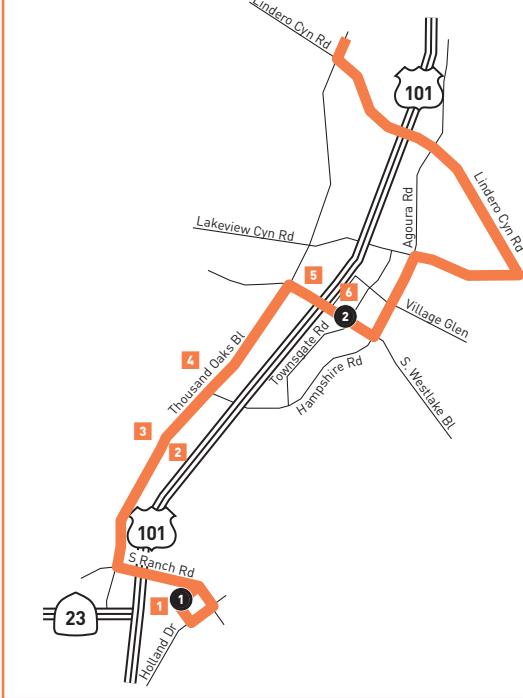 Lindero Cyn Rd
101
Lindero Cyn Rd
Agoura Rd
Lakeview Cyn Rd
5
6
2
Village Glen
Townsgate Rd
Thousand Oaks Bl
4
Hampshire Rd
S. Westlake Bl
3
2
101
S Ranch Rd
1
1
23
Holland Dr